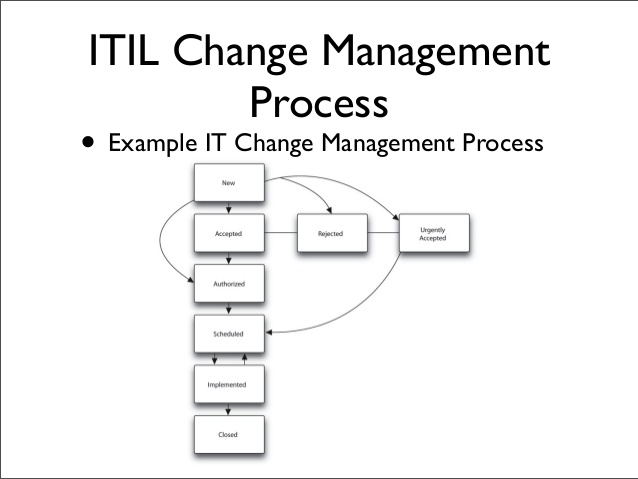 ITIL Change Management
Process
• Example IT Change Management Process
New
Accepted
Rejected
Urgently
Accepted
Authorized
Scheduled
Implemented
Closed